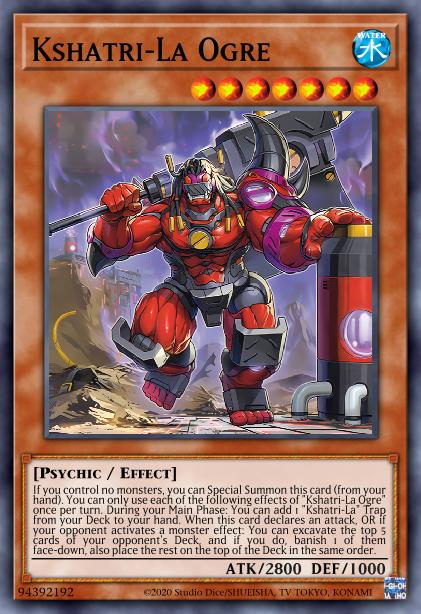 Kshatri-La Ogre
WATER
水
[Psychic / Effect]
If you control no monsters, you can Special Summon this card (from your
hand). You can only use each of the following effects of "Kshatri-La Ogre"
once per turn. During your Main Phase: You can add 1 "Kshatri-La" Trap
from your Deck to your hand. When this card declares an attack, OR if
your opponent activates a monster effect: You can excavate the top 5
cards of your opponent's Deck, and if you do, banish 1 of them
face-down, also place the rest on the top of the Deck in the same order.
ATK/2800 DEF/1000
94392192 ©2020 Studio Dice/SHUEISHA, TV TOKYO, KONAMI